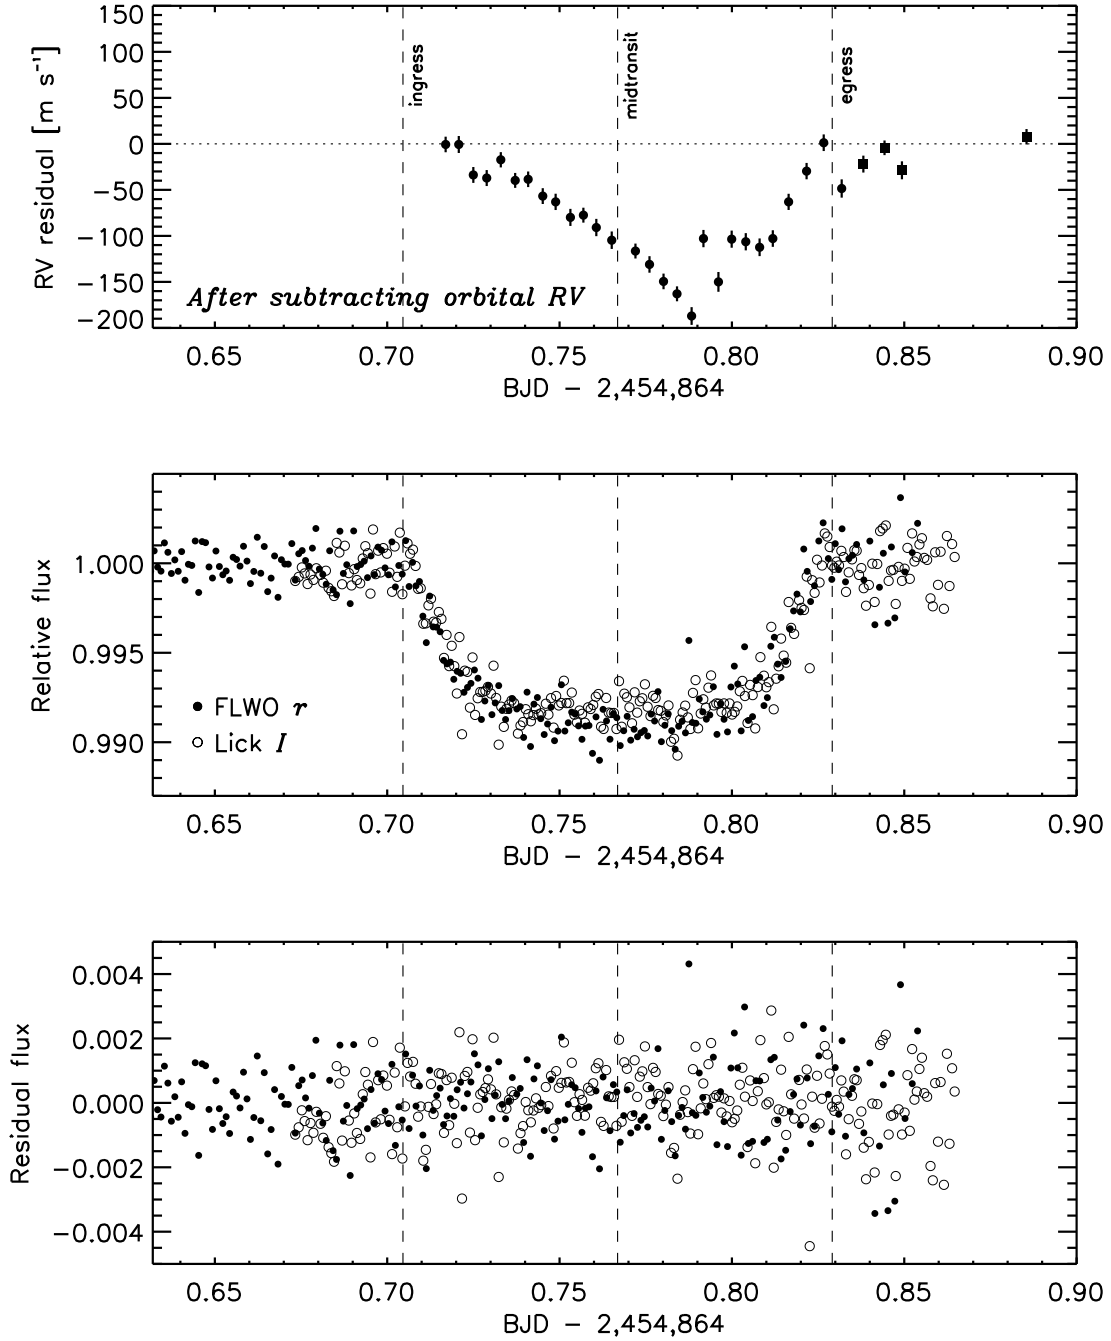 150
100
50
0
−50
−100
−150
−200
RV residual [m s⁻¹]
ingress
midtransit
egress
After subtracting orbital RV
0.65 0.70 0.75 0.80 0.85 0.90
BJD − 2,454,864
1.000
0.995
0.990
Relative flux
FLWO r
Lick I
0.65 0.70 0.75 0.80 0.85 0.90
BJD − 2,454,864
0.004
0.002
0.000
−0.002
−0.004
Residual flux
0.65 0.70 0.75 0.80 0.85 0.90
BJD − 2,454,864